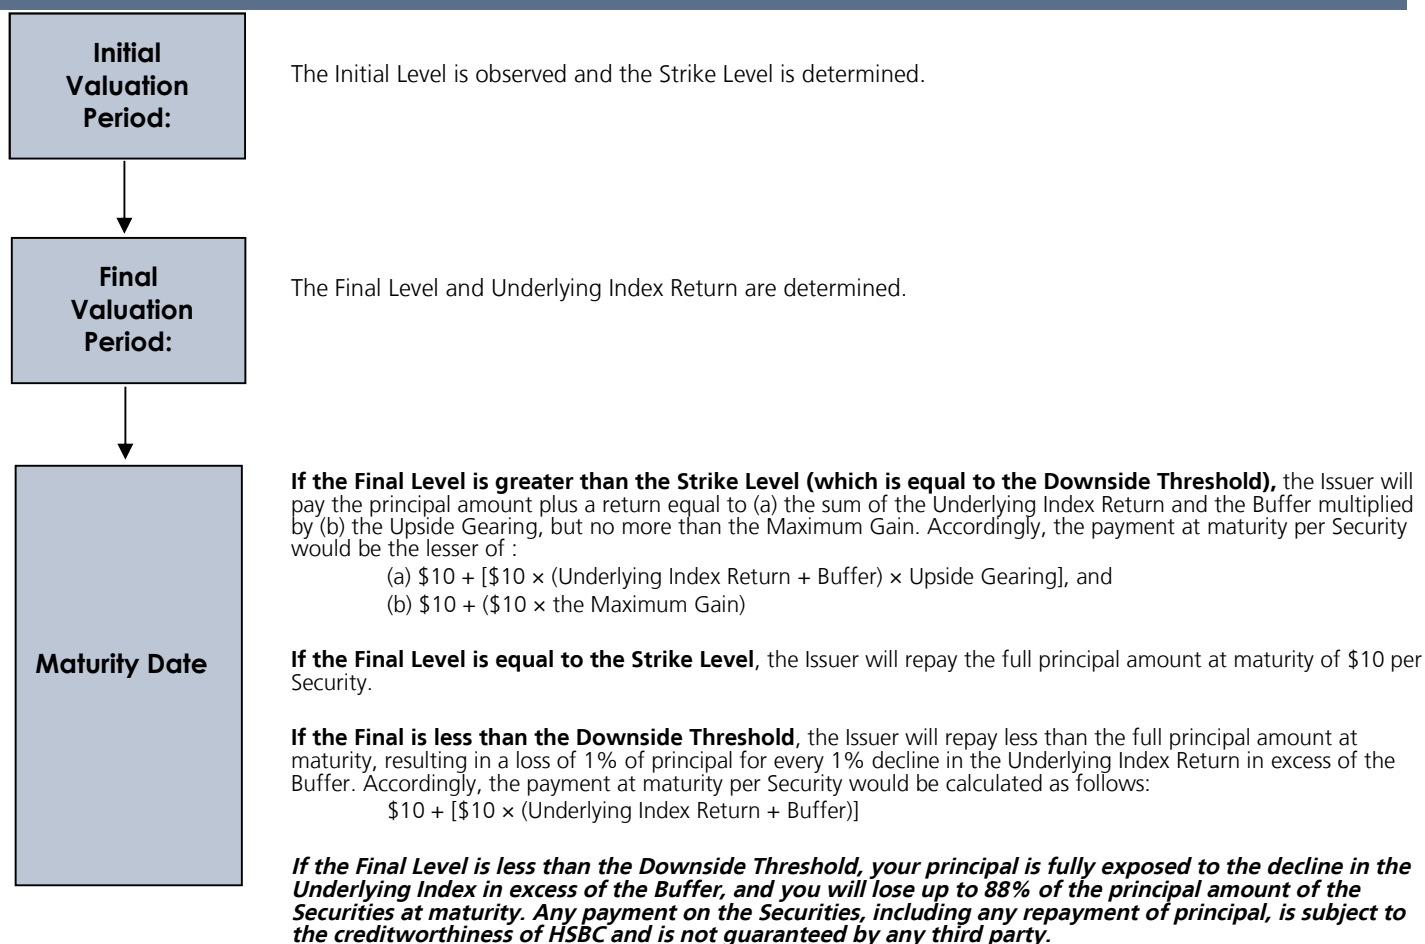 Initial
Valuation
Period:
The Initial Level is observed and the Strike Level is determined.
Final
Valuation
Period:
The Final Level and Underlying Index Return are determined.
Maturity Date
If the Final Level is greater than the Strike Level (which is equal to the Downside Threshold), the Issuer will
pay the principal amount plus a return equal to (a) the sum of the Underlying Index Return and the Buffer multiplied
by (b) the Upside Gearing, but no more than the Maximum Gain. Accordingly, the payment at maturity per Security
would be the lesser of :
(a) $10 + [$10 × (Underlying Index Return + Buffer) × Upside Gearing], and
(b) $10 + ($10 × the Maximum Gain)
If the Final Level is equal to the Strike Level, the Issuer will repay the full principal amount at maturity of $10 per
Security.
If the Final is less than the Downside Threshold, the Issuer will repay less than the full principal amount at
maturity, resulting in a loss of 1% of principal for every 1% decline in the Underlying Index Return in excess of the
Buffer. Accordingly, the payment at maturity per Security would be calculated as follows:
$10 + [$10 × (Underlying Index Return + Buffer)]
If the Final Level is less than the Downside Threshold, your principal is fully exposed to the decline in the
Underlying Index in excess of the Buffer, and you will lose up to 88% of the principal amount of the
Securities at maturity. Any payment on the Securities, including any repayment of principal, is subject to
the creditworthiness of HSBC and is not guaranteed by any third party.